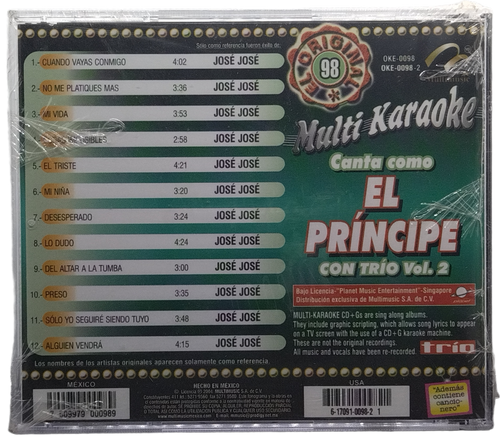 Sólo como referencia fueron éxito de:
1.- CUANDO VAYAS CONMIGO 4:02 JOSÉ JOSÉ
2.- NO ME PLATIQUES MAS 3:36 JOSÉ JOSÉ
3.- MI VIDA 3:53 JOSÉ JOSÉ
2:58 JOSÉ JOSÉ
5.- EL TRISTE 4:21 JOSÉ JOSÉ
6.- MI NIÑA 3:20 JOSÉ JOSÉ
7.- DESESPERADO 3:24 JOSÉ JOSÉ
8.- LO DUDO 4:24 JOSÉ JOSÉ
9.- DEL ALTAR A LA TUMBA 3:00 JOSÉ JOSÉ
10.- PRESO 3:35 JOSÉ JOSÉ
11.- SÓLO YO SEGUIRÉ SIENDO TUYO 3:48 JOSÉ JOSÉ
12.- ALGUIEN VENDRÁ 4:15 JOSÉ JOSÉ
Los nombres de los artistas originales aparecen solamente como referencia.
EL ORIGINAL
98
OKE-0098
OKE-0098-2
multimusic
Multi Karaoke
Canta como
EL
PRÍNCIPE
CON TRÍO Vol. 2
Bajo Licencia-"Planet Music Entertainment"-Singapore
Distribución exclusiva de Multimusic S.A. de C.V.
MULTI-KARAOKE CD+Gs are sing along albums.
They include graphic scripting, which allows song lyrics to appear
on a TV screen with the use of a CD+G karaoke machine.
These are not the original recordings.
All music and vocals have been re-recorded.
trío
MÉXICO
HECHO EN MÉXICO
USA
6-17091-0098-2 1
"Además
contiene
cancio-
nero"